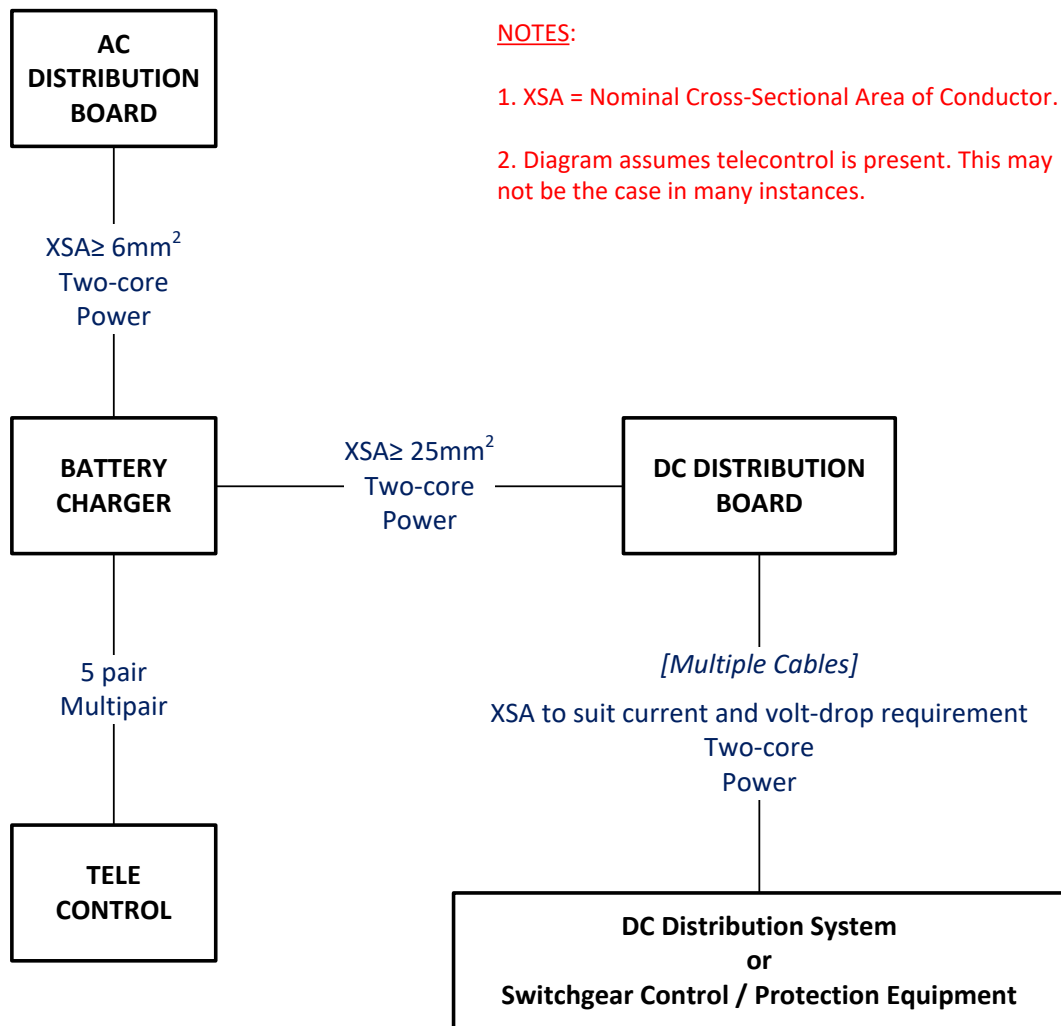 AC
DISTRIBUTION
BOARD
NOTES:
1. XSA = Nominal Cross-Sectional Area of Conductor.
2. Diagram assumes telecontrol is present. This may
not be the case in many instances.
XSA≥ 6mm²
Two-core
Power
BATTERY
CHARGER
XSA≥ 25mm²
Two-core
Power
DC DISTRIBUTION
BOARD
5 pair
Multipair
[Multiple Cables]
XSA to suit current and volt-drop requirement
Two-core
Power
TELE
CONTROL
DC Distribution System
or
Switchgear Control / Protection Equipment